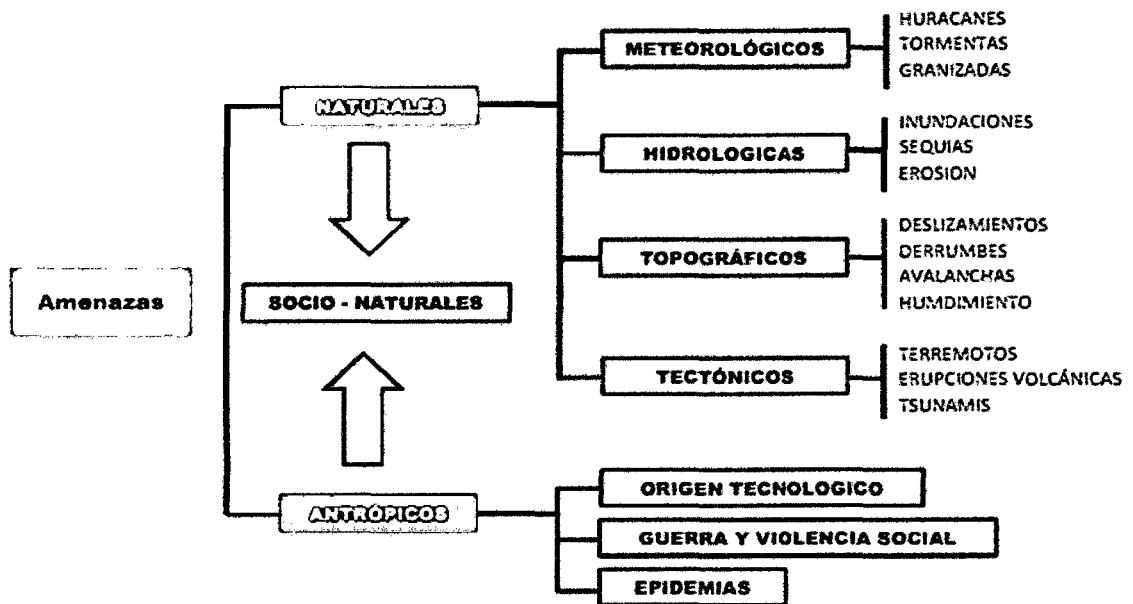 Amenazas
NATURALES
SOCIO - NATURALES
ANTRÓPICOS
METEOROLÓGICOS
HURACANES
TORMENTAS
GRANIZADAS
HIDROLOGICAS
INUNDACIONES
SEQUIAS
EROSION
TOPOGRÁFICOS
DESLIZAMIENTOS
DERRUMBES
AVALANCHAS
HUMDIMIENTO
TECTÓNICOS
TERREMOTOS
ERUPCIONES VOLCÁNICAS
TSUNAMIS
ORIGEN TECNOLOGICO
GUERRA Y VIOLENCIA SOCIAL
EPIDEMIAS